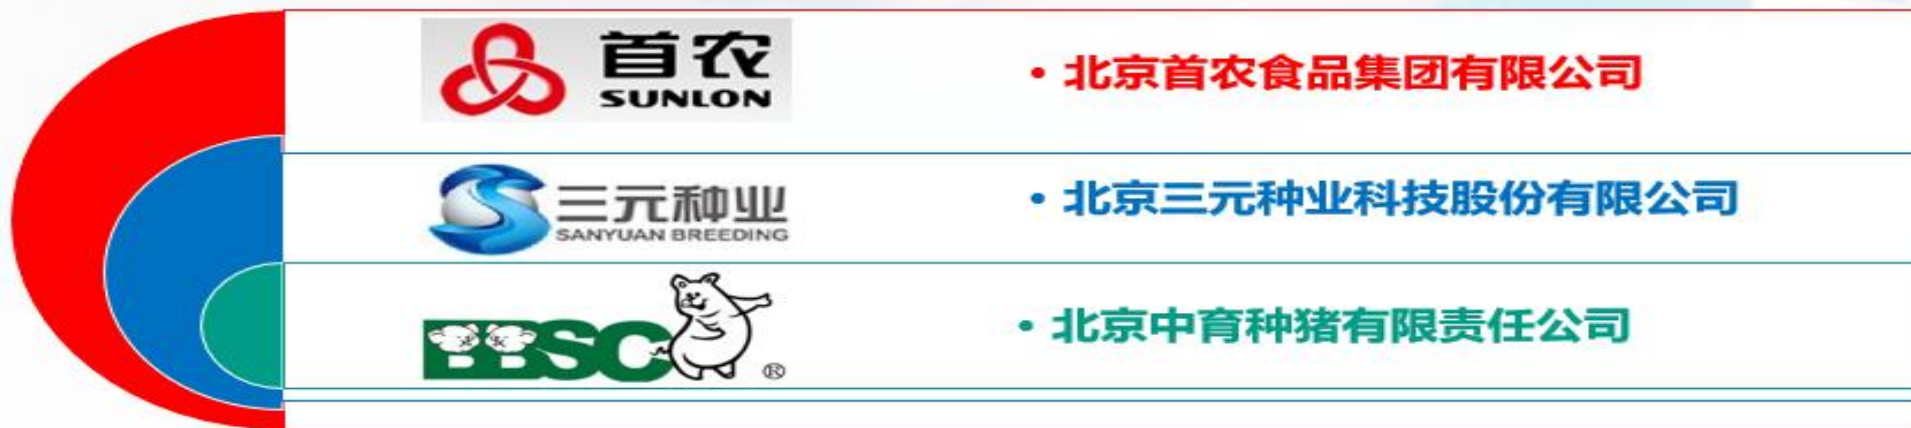 首农
SUNLON
• 北京首农食品集团有限公司
三元种业
SANYUAN BREEDING
• 北京三元种业科技股份有限公司
BBSC
®
• 北京中育种猪有限责任公司